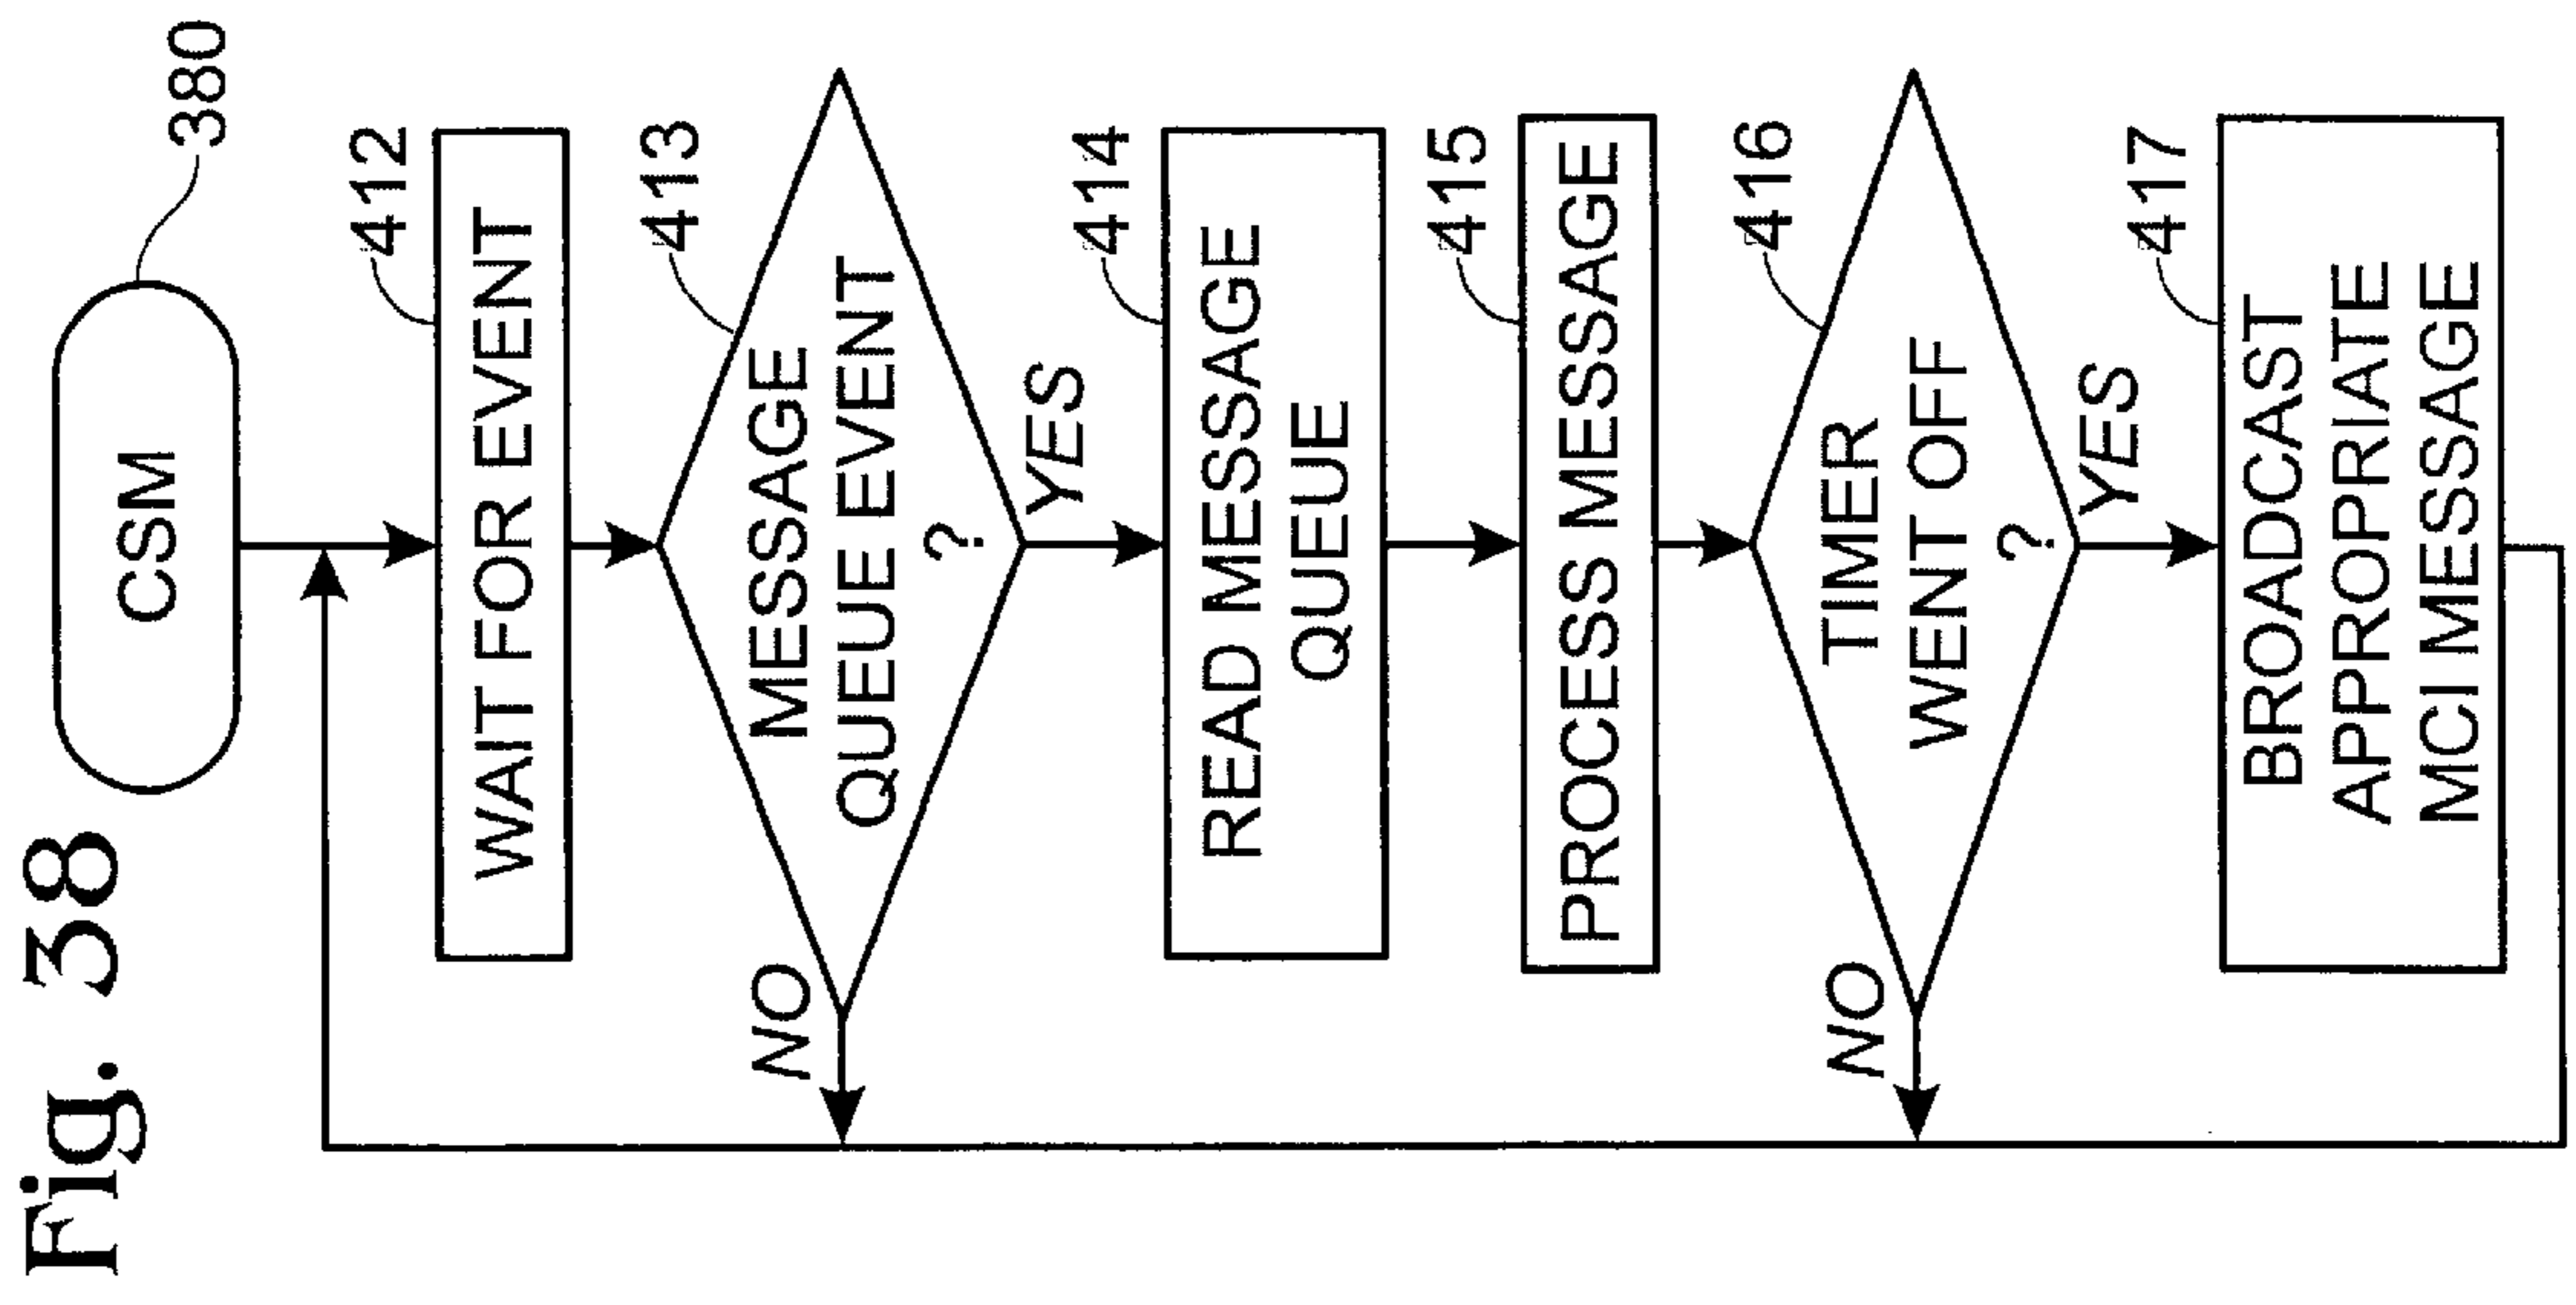 Fig. 38
CSM
380
412
WAIT FOR EVENT
413
MESSAGE
QUEUE EVENT
?
NO
YES
414
READ MESSAGE
QUEUE
415
PROCESS MESSAGE
416
TIMER
WENT OFF
?
NO
YES
417
BROADCAST
APPROPRIATE
MCI MESSAGE